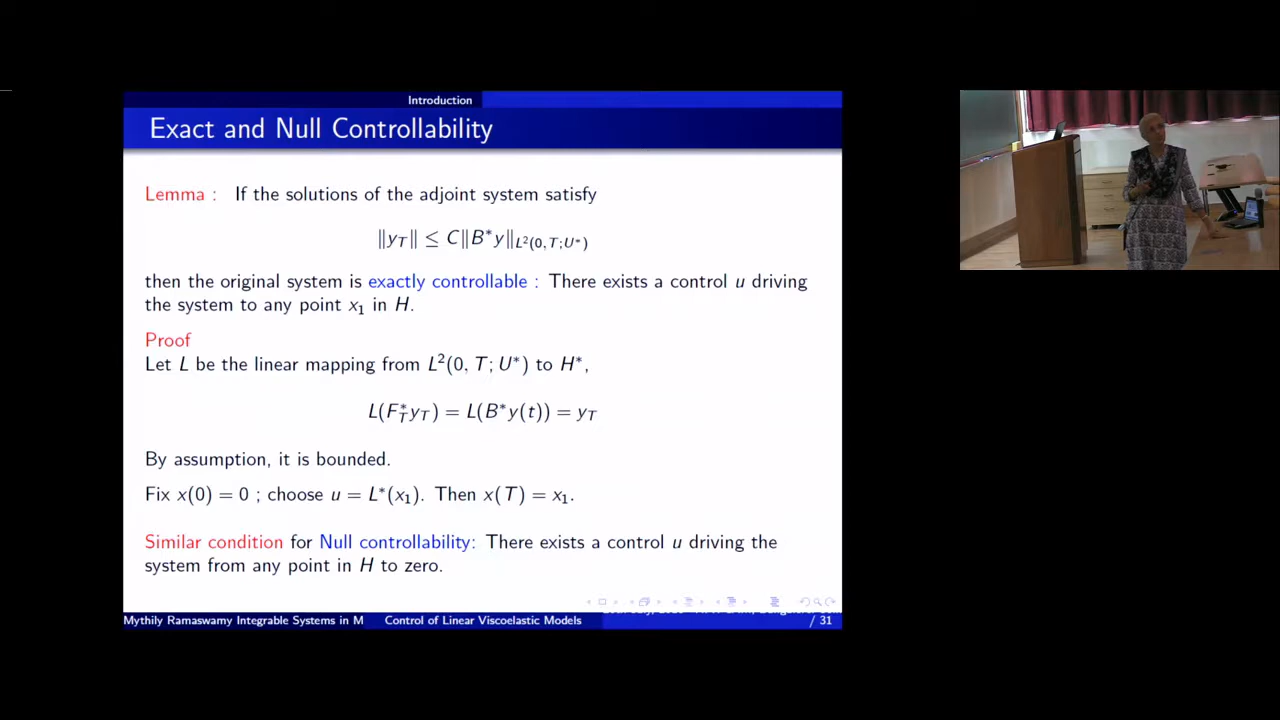 Introduction
Exact and Null Controllability
Lemma : If the solutions of the adjoint system satisfy
‖y_T‖ ≤ C‖B*y‖_{L²(0,T;U*)}
then the original system is exactly controllable : There exists a control u driving
the system to any point x₁ in H.
Proof
Let L be the linear mapping from L²(0, T; U*) to H*,
L(F*_T y_T) = L(B*y(t)) = y_T
By assumption, it is bounded.
Fix x(0) = 0 ; choose u = L*(x₁). Then x(T) = x₁.
Similar condition for Null controllability: There exists a control u driving the
system from any point in H to zero.
Mythily Ramaswamy Integrable Systems in M Control of Linear Viscoelastic Models / 31